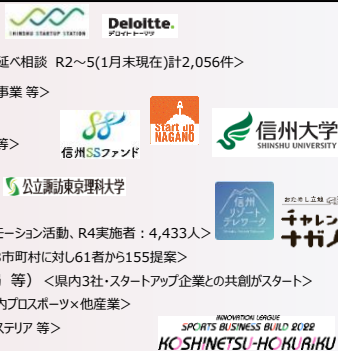 SHINSHU STARTUP STATION
Deloitte.
デロイト トーマツ
延べ相談 R2～5(1月末現在)計2,056件>
事業 等>
Start up
NAGANO
信州大学
SHINSHU UNIVERSITY
等>
信州SSファンド
公立諏訪東京理科大学
信州
リゾート
テレワーク
おためし立地
チャレン
ナガノ
モーション活動、R4実施者：4,433人>
市町村に対し61者から155提案>
等） <県内3社・スタートアップ企業との共創がスタート>
内プロスポーツ×他産業>
ステリア 等>
INNOVATION LEAGUE
SPORTS BUSINESS BUILD 2022
KOSHINETSU-HOKURIKU